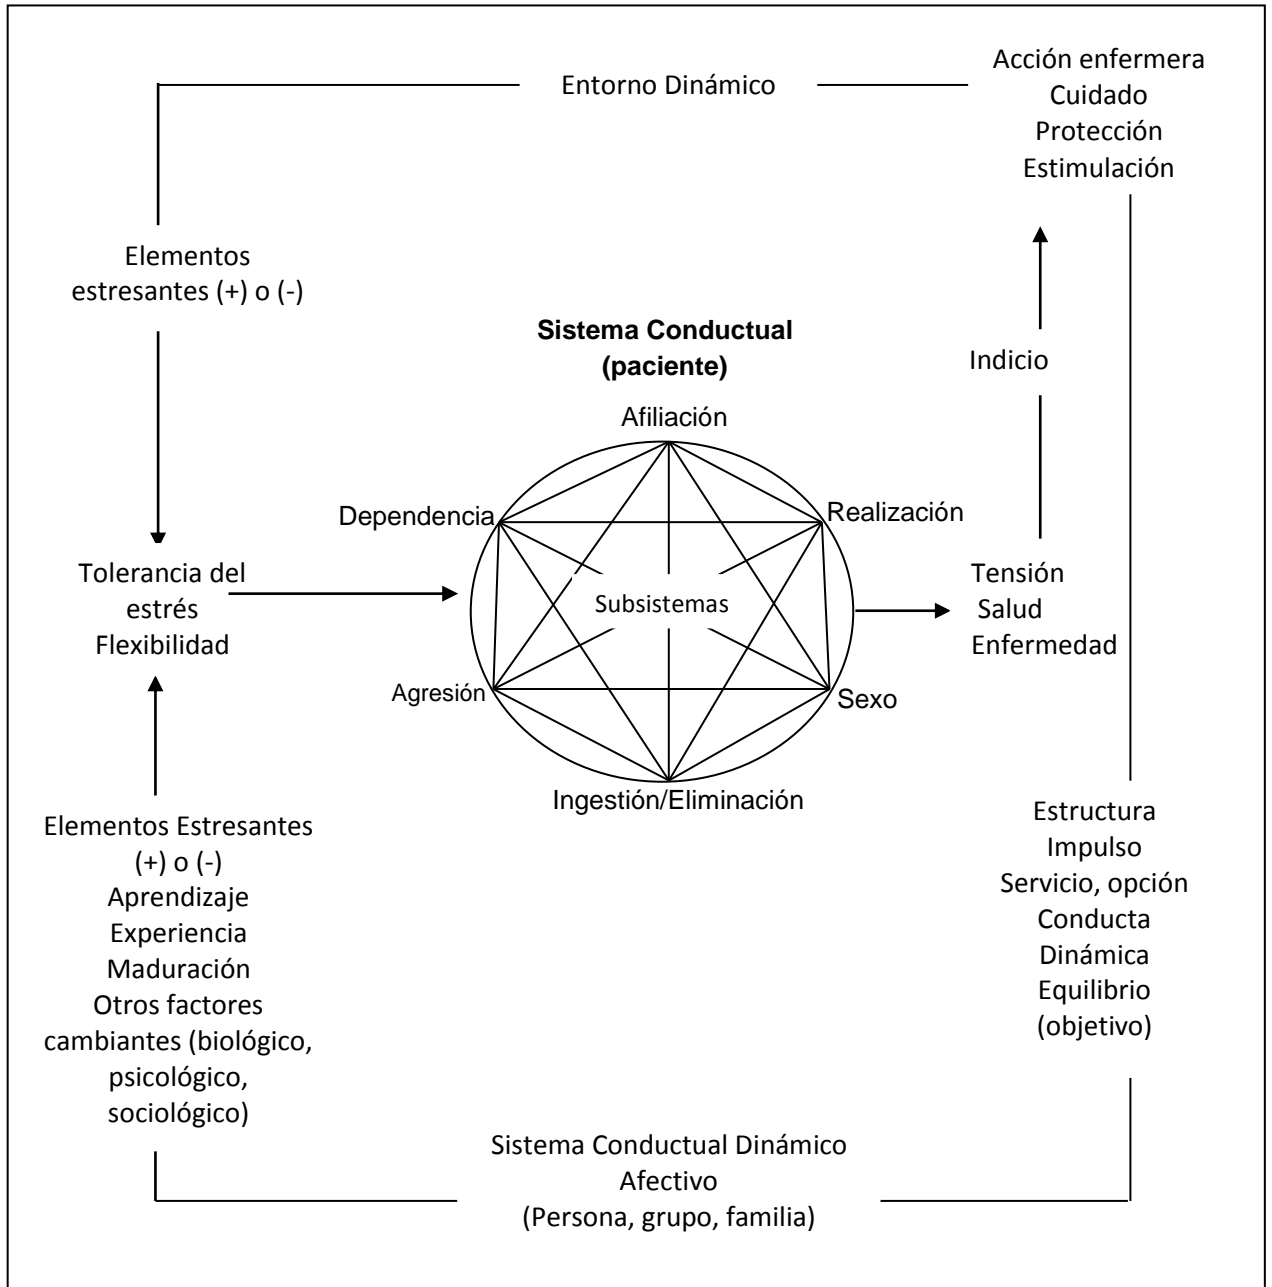 Entorno Dinámico
Acción enfermera
Cuidado
Protección
Estimulación
Elementos
estresantes (+) o (-)
Sistema Conductual
(paciente)
Indicio
Afiliación
Dependencia
Realización
Tolerancia del
estrés
Flexibilidad
Subsistemas
Tensión
Salud
Enfermedad
Agresión
Sexo
Ingestión/Eliminación
Elementos Estresantes
(+) o (-)
Aprendizaje
Experiencia
Maduración
Otros factores
cambiantes (biológico,
psicológico,
sociológico)
Estructura
Impulso
Servicio, opción
Conducta
Dinámica
Equilibrio
(objetivo)
Sistema Conductual Dinámico
Afectivo
(Persona, grupo, familia)